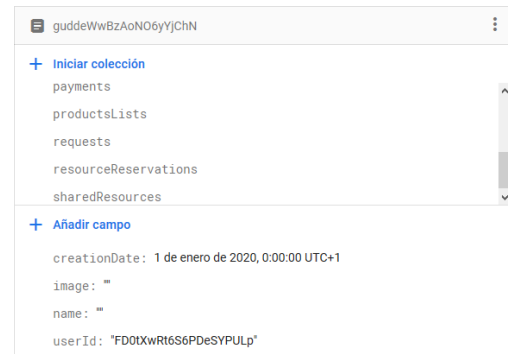 guddeWwBzAoNO6yYjChN
Iniciar colección
payments
productsLists
requests
resourceReservations
sharedResources
Añadir campo
creationDate: 1 de enero de 2020, 0:00:00 UTC+1
image: ""
name: ""
userId: "FD0tXwRt6S6PDeSYPULp"